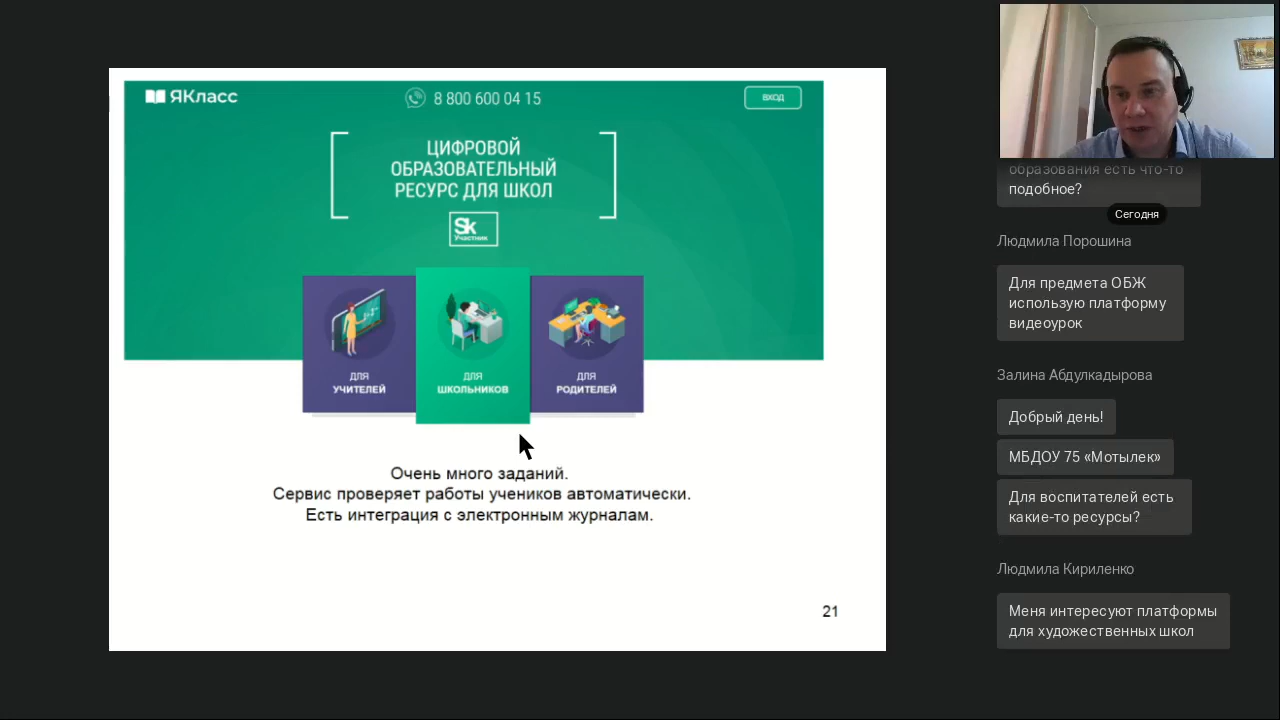 ЯКласс
8 800 600 04 15
ВХОД
ЦИФРОВОЙ
ОБРАЗОВАТЕЛЬНЫЙ
РЕСУРС ДЛЯ ШКОЛ
Sk
Участник
ДЛЯ
УЧИТЕЛЕЙ
ДЛЯ
ШКОЛЬНИКОВ
ДЛЯ
РОДИТЕЛЕЙ
Очень много заданий.
Сервис проверяет работы учеников автоматически.
Есть интеграция с электронным журналам.
21
образования есть что-то
подобное?
Сегодня
Людмила Порошина
Для предмета ОБЖ
использую платформу
видеоурок
Залина Абдулкадырова
Добрый день!
МБДОУ 75 «Мотылек»
Для воспитателей есть
какие-то ресурсы?
Людмила Кириленко
Меня интересуют платформы
для художественных школ